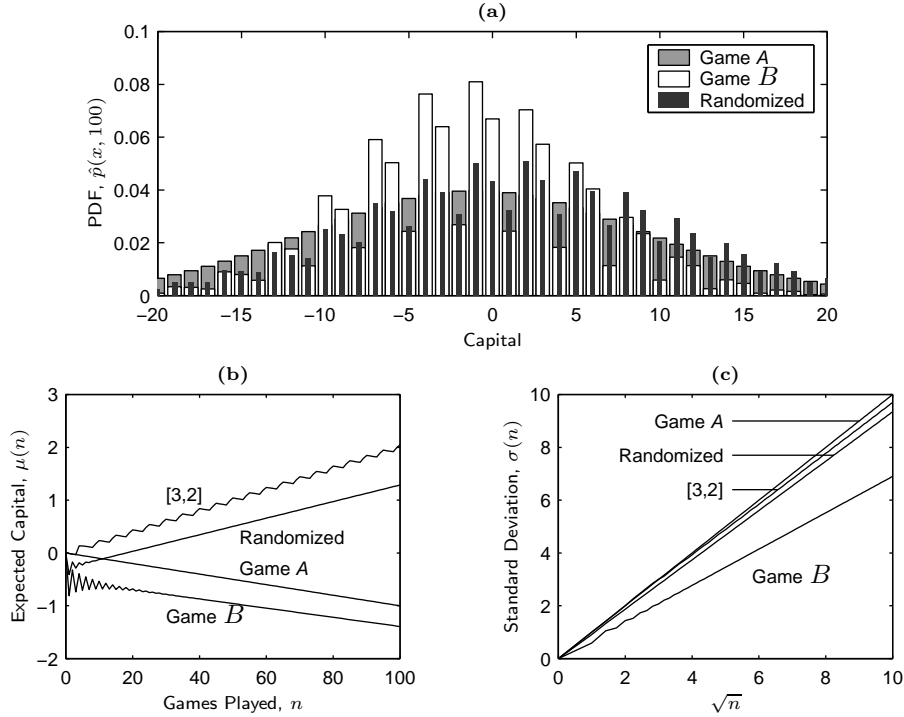 (a)
PDF, p̂(x, 100)
0.1
0.08
0.06
0.04
0.02
0
Game A
Game B
Randomized
−20 −15 −10 −5 0 5 10 15 20
Capital
(b)
Expected Capital, μ(n)
3
2
1
0
−1
−2
[3,2]
Randomized
Game A
Game B
0 20 40 60 80 100
Games Played, n
(c)
Standard Deviation, σ(n)
10
8
6
4
2
0
Game A
Randomized
[3,2]
Game B
0 2 4 6 8 10
√n